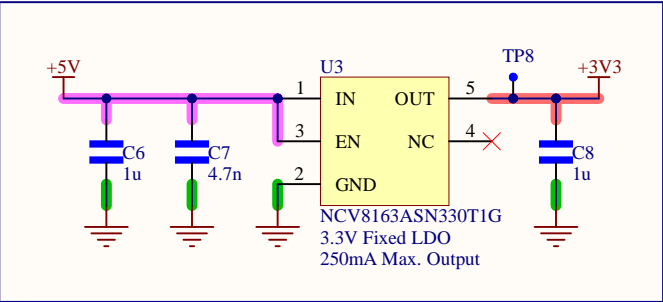 U3
TP8
+5V
+3V3
1
IN
OUT
5
3
EN
NC
4
C6
1u
C7
4.7n
C8
1u
2
GND
NCV8163ASN330T1G
3.3V Fixed LDO
250mA Max. Output